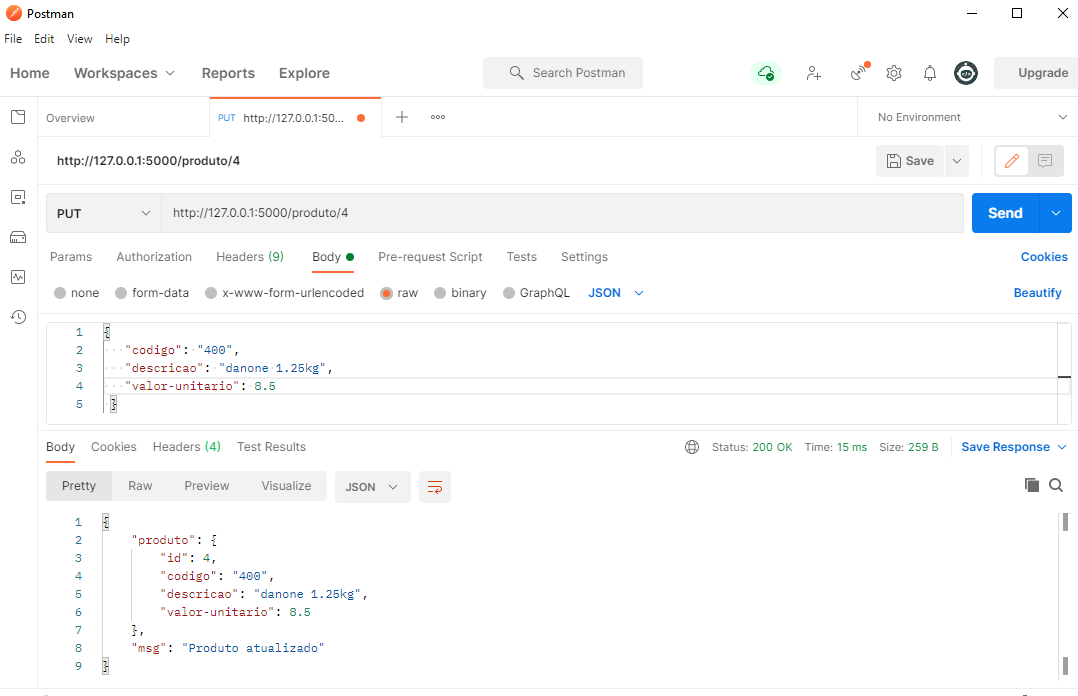 Postman
File Edit View Help
Home Workspaces Reports Explore Search Postman Upgrade
Overview PUT http://127.0.0.1:50... No Environment
http://127.0.0.1:5000/produto/4 Save
PUT http://127.0.0.1:5000/produto/4 Send
Params Authorization Headers (9) Body Pre-request Script Tests Settings Cookies
none form-data x-www-form-urlencoded raw binary GraphQL JSON Beautify
1 {
2 "codigo": "400",
3 "descricao": "danone 1.25kg",
4 "valor-unitario": 8.5
5 }
Body Cookies Headers (4) Test Results Status: 200 OK Time: 15 ms Size: 259 B Save Response
Pretty Raw Preview Visualize JSON
1 {
2 "produto": {
3 "id": 4,
4 "codigo": "400",
5 "descricao": "danone 1.25kg",
6 "valor-unitario": 8.5
7 },
8 "msg": "Produto atualizado"
9 }